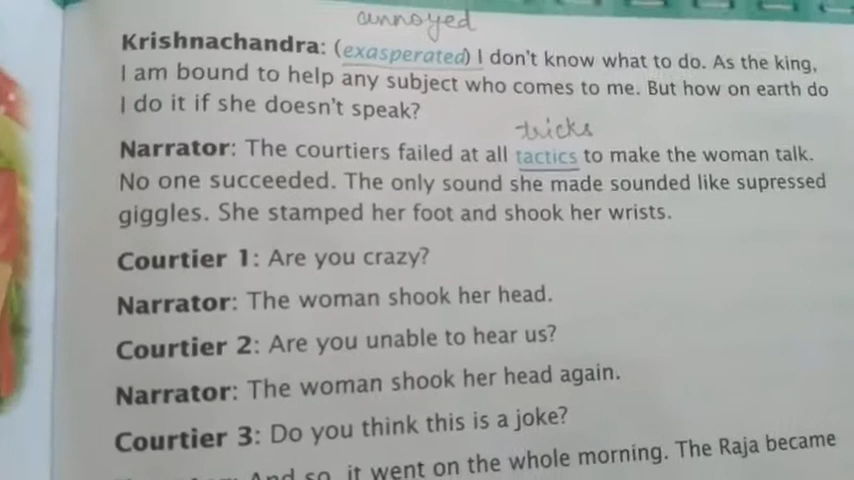 annoyed
Krishnachandra: (exasperated) I don't know what to do. As the king,
I am bound to help any subject who comes to me. But how on earth do
I do it if she doesn't speak?
tricks
Narrator: The courtiers failed at all tactics to make the woman talk.
No one succeeded. The only sound she made sounded like supressed
giggles. She stamped her foot and shook her wrists.
Courtier 1: Are you crazy?
Narrator: The woman shook her head.
Courtier 2: Are you unable to hear us?
Narrator: The woman shook her head again.
Courtier 3: Do you think this is a joke?
And so, it went on the whole morning. The Raja became